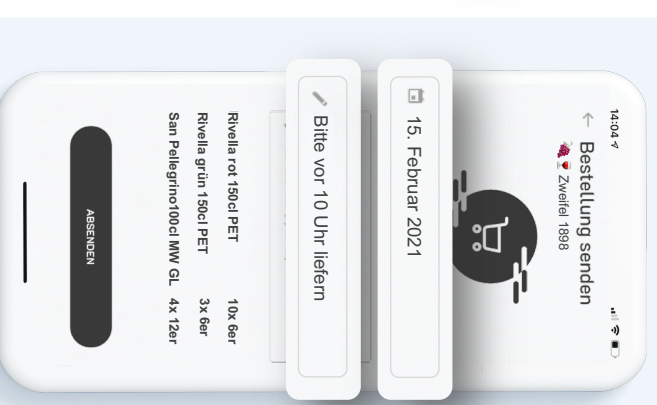 14:04
Bestellung senden
🍇🍷 Zweifel 1898
15. Februar 2021
Bitte vor 10 Uhr liefern
Rivella rot 150cl PET 10x 6er
Rivella grün 150cl PET 3x 6er
San Pellegrino100cl MW GL 4x 12er
ABSENDEN